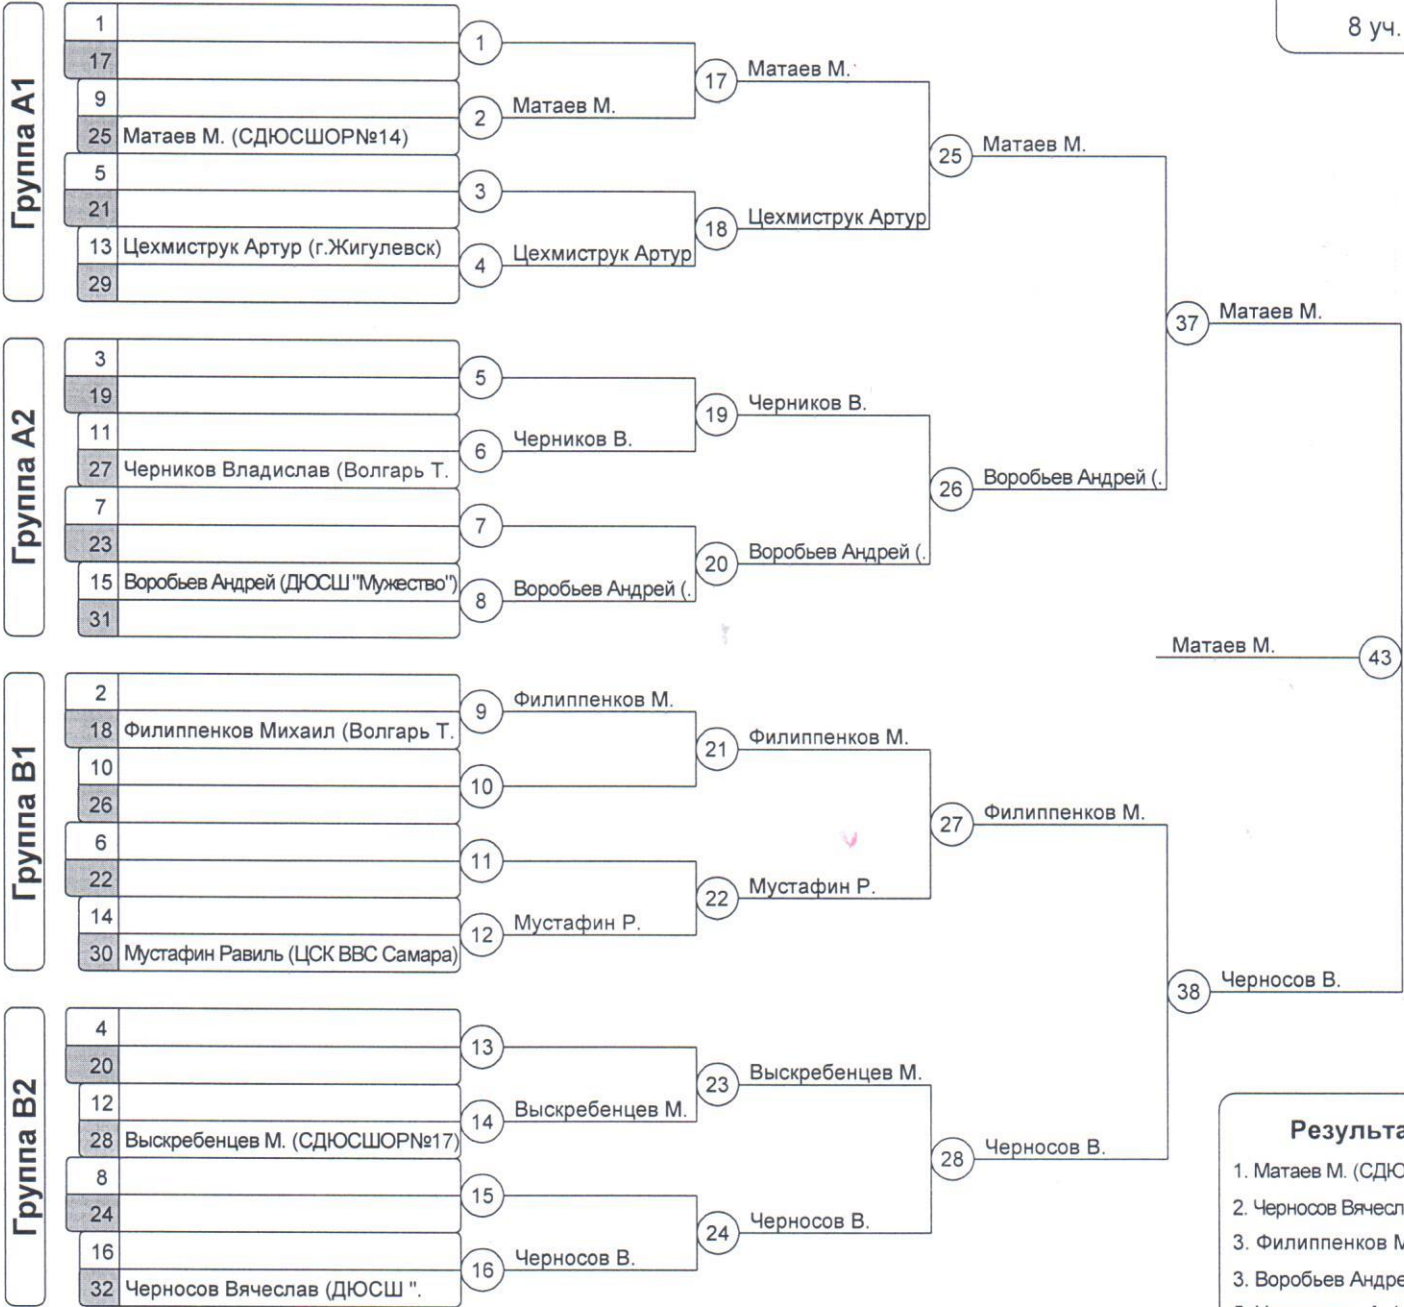 8 уч.
Группа A1
1
17
9
25 Матаев М. (СДЮСШОР№14)
5
21
13 Цехмиструк Артур (г.Жигулевск)
29
1
2 Матаев М.
3
4 Цехмиструк Артур
17 Матаев М.
18 Цехмиструк Артур
25 Матаев М.
Группа A2
3
19
11
27 Черников Владислав (Волгарь Т.
7
23
15 Воробьев Андрей (ДЮСШ "Мужество")
31
5
6 Черников В.
7
8 Воробьев Андрей (.
19 Черников В.
20 Воробьев Андрей (.
26 Воробьев Андрей (.
37 Матаев М.
Группа B1
2
18 Филиппенков Михаил (Волгарь Т.
10
26
6
22
14
30 Мустафин Равиль (ЦСК ВВС Самара)
9 Филиппенков М.
10
11
12 Мустафин Р.
21 Филиппенков М.
22 Мустафин Р.
27 Филиппенков М.
Группа B2
4
20
12
28 Выскребенцев М. (СДЮСШОР№17)
8
24
16
32 Черносов Вячеслав (ДЮСШ ".
13
14 Выскребенцев М.
15
16 Черносов В.
23 Выскребенцев М.
24 Черносов В.
28 Черносов В.
38 Черносов В.
Матаев М. 43
Результа
1. Матаев М. (СДЮ
2. Черносов Вячесл
3. Филиппенков М
3. Воробьев Андре